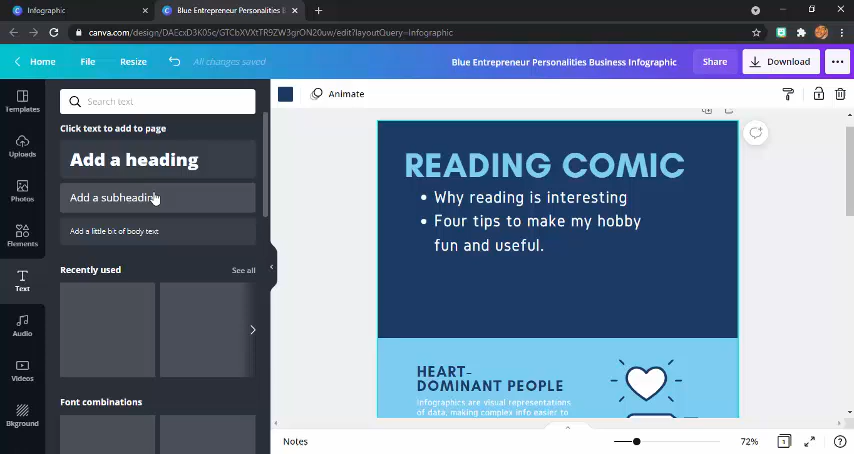 Infographic
Blue Entrepreneur Personalities B
canva.com/design/DAEcxD3K05c/GTCbXVXtTR9ZW3grON20uw/edit?layoutQuery=infographic
Home
File
Resize
All changes saved
Blue Entrepreneur Personalities Business Infographic
Share
Download
Templates
Uploads
Photos
Elements
Text
Audio
Videos
Bkground
Search text
Click text to add to page
Add a heading
Add a subheading
Add a little bit of body text
Recently used
See all
Font combinations
Animate
READING COMIC
• Why reading is interesting
• Four tips to make my hobby
fun and useful.
HEART-
DOMINANT PEOPLE
Infographics are visual representations
of data, making complex info easier to
Notes
72%
1